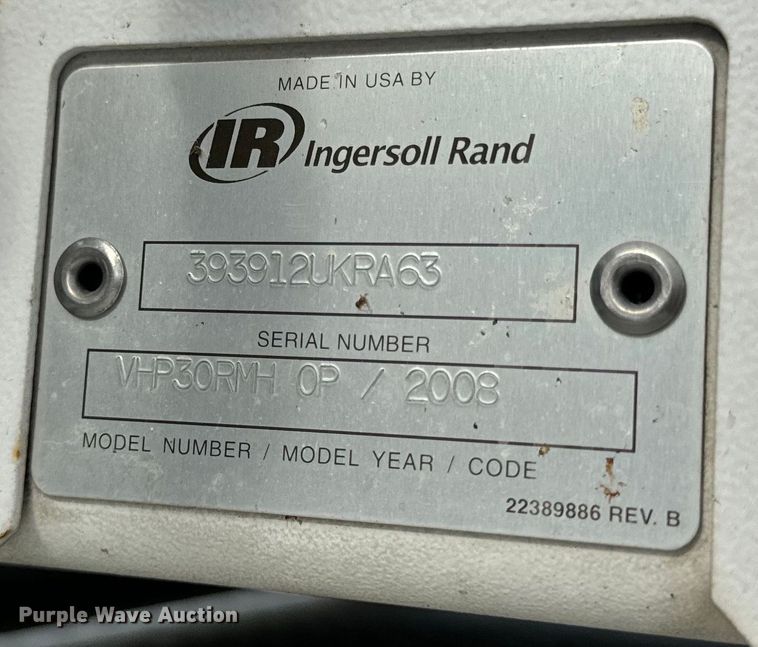 MADE IN USA BY
IR Ingersoll Rand
393912UKRA63
SERIAL NUMBER
VHP30RMH OP / 2008
MODEL NUMBER / MODEL YEAR / CODE
22389886 REV. B
Purple Wave Auction